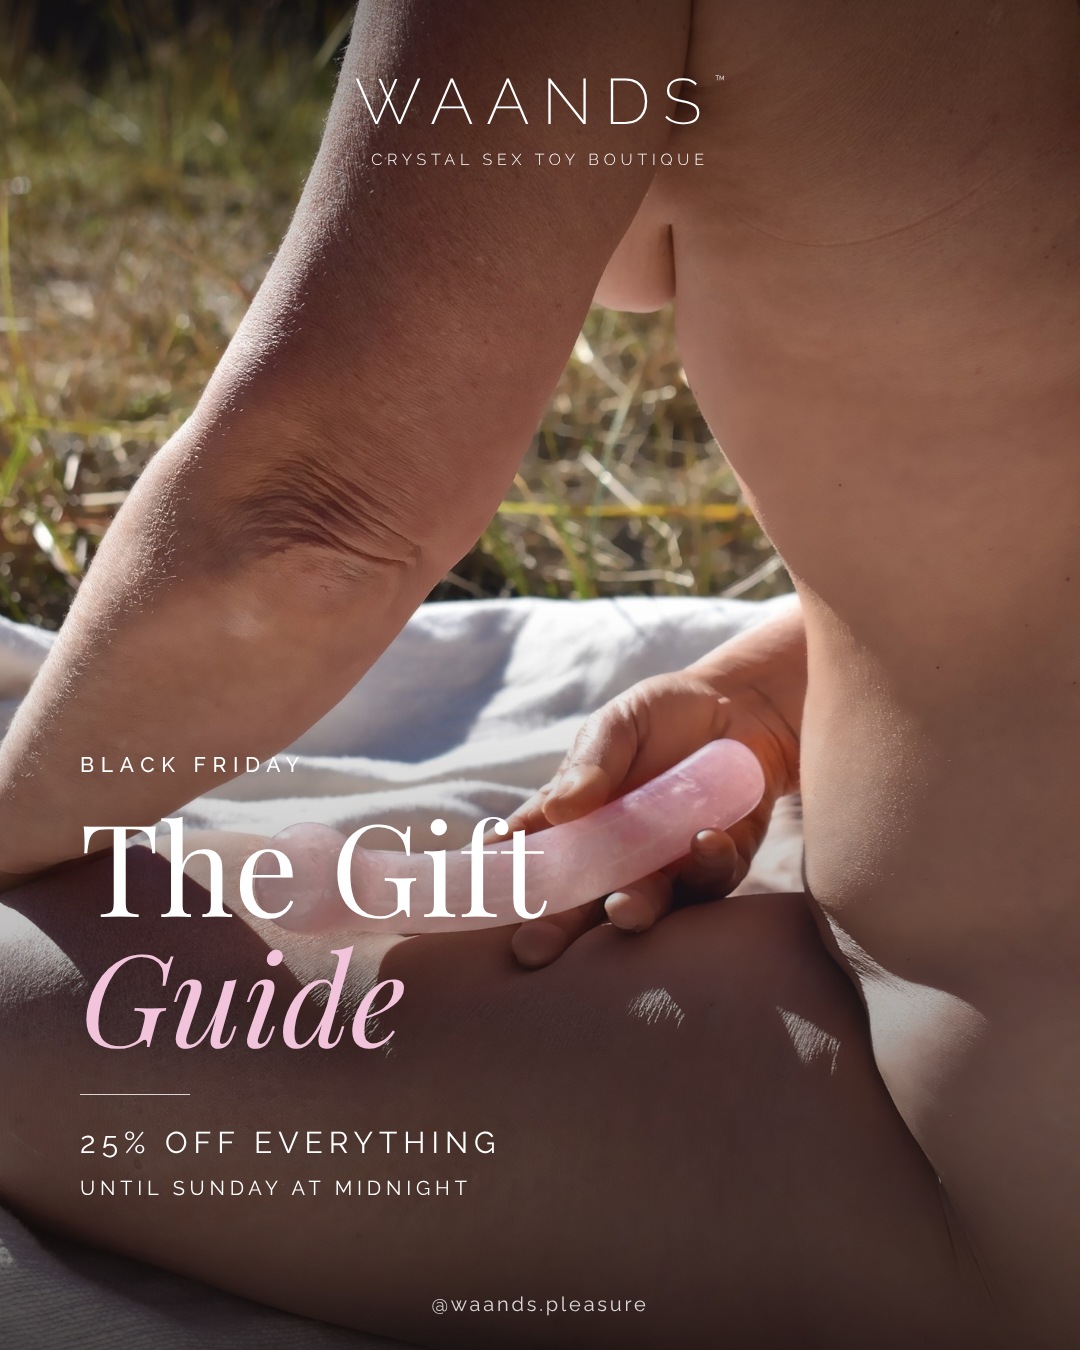 WAANDS™
CRYSTAL SEX TOY BOUTIQUE
BLACK FRIDAY
The Gift
Guide
25% OFF EVERYTHING
UNTIL SUNDAY AT MIDNIGHT
@waands.pleasure